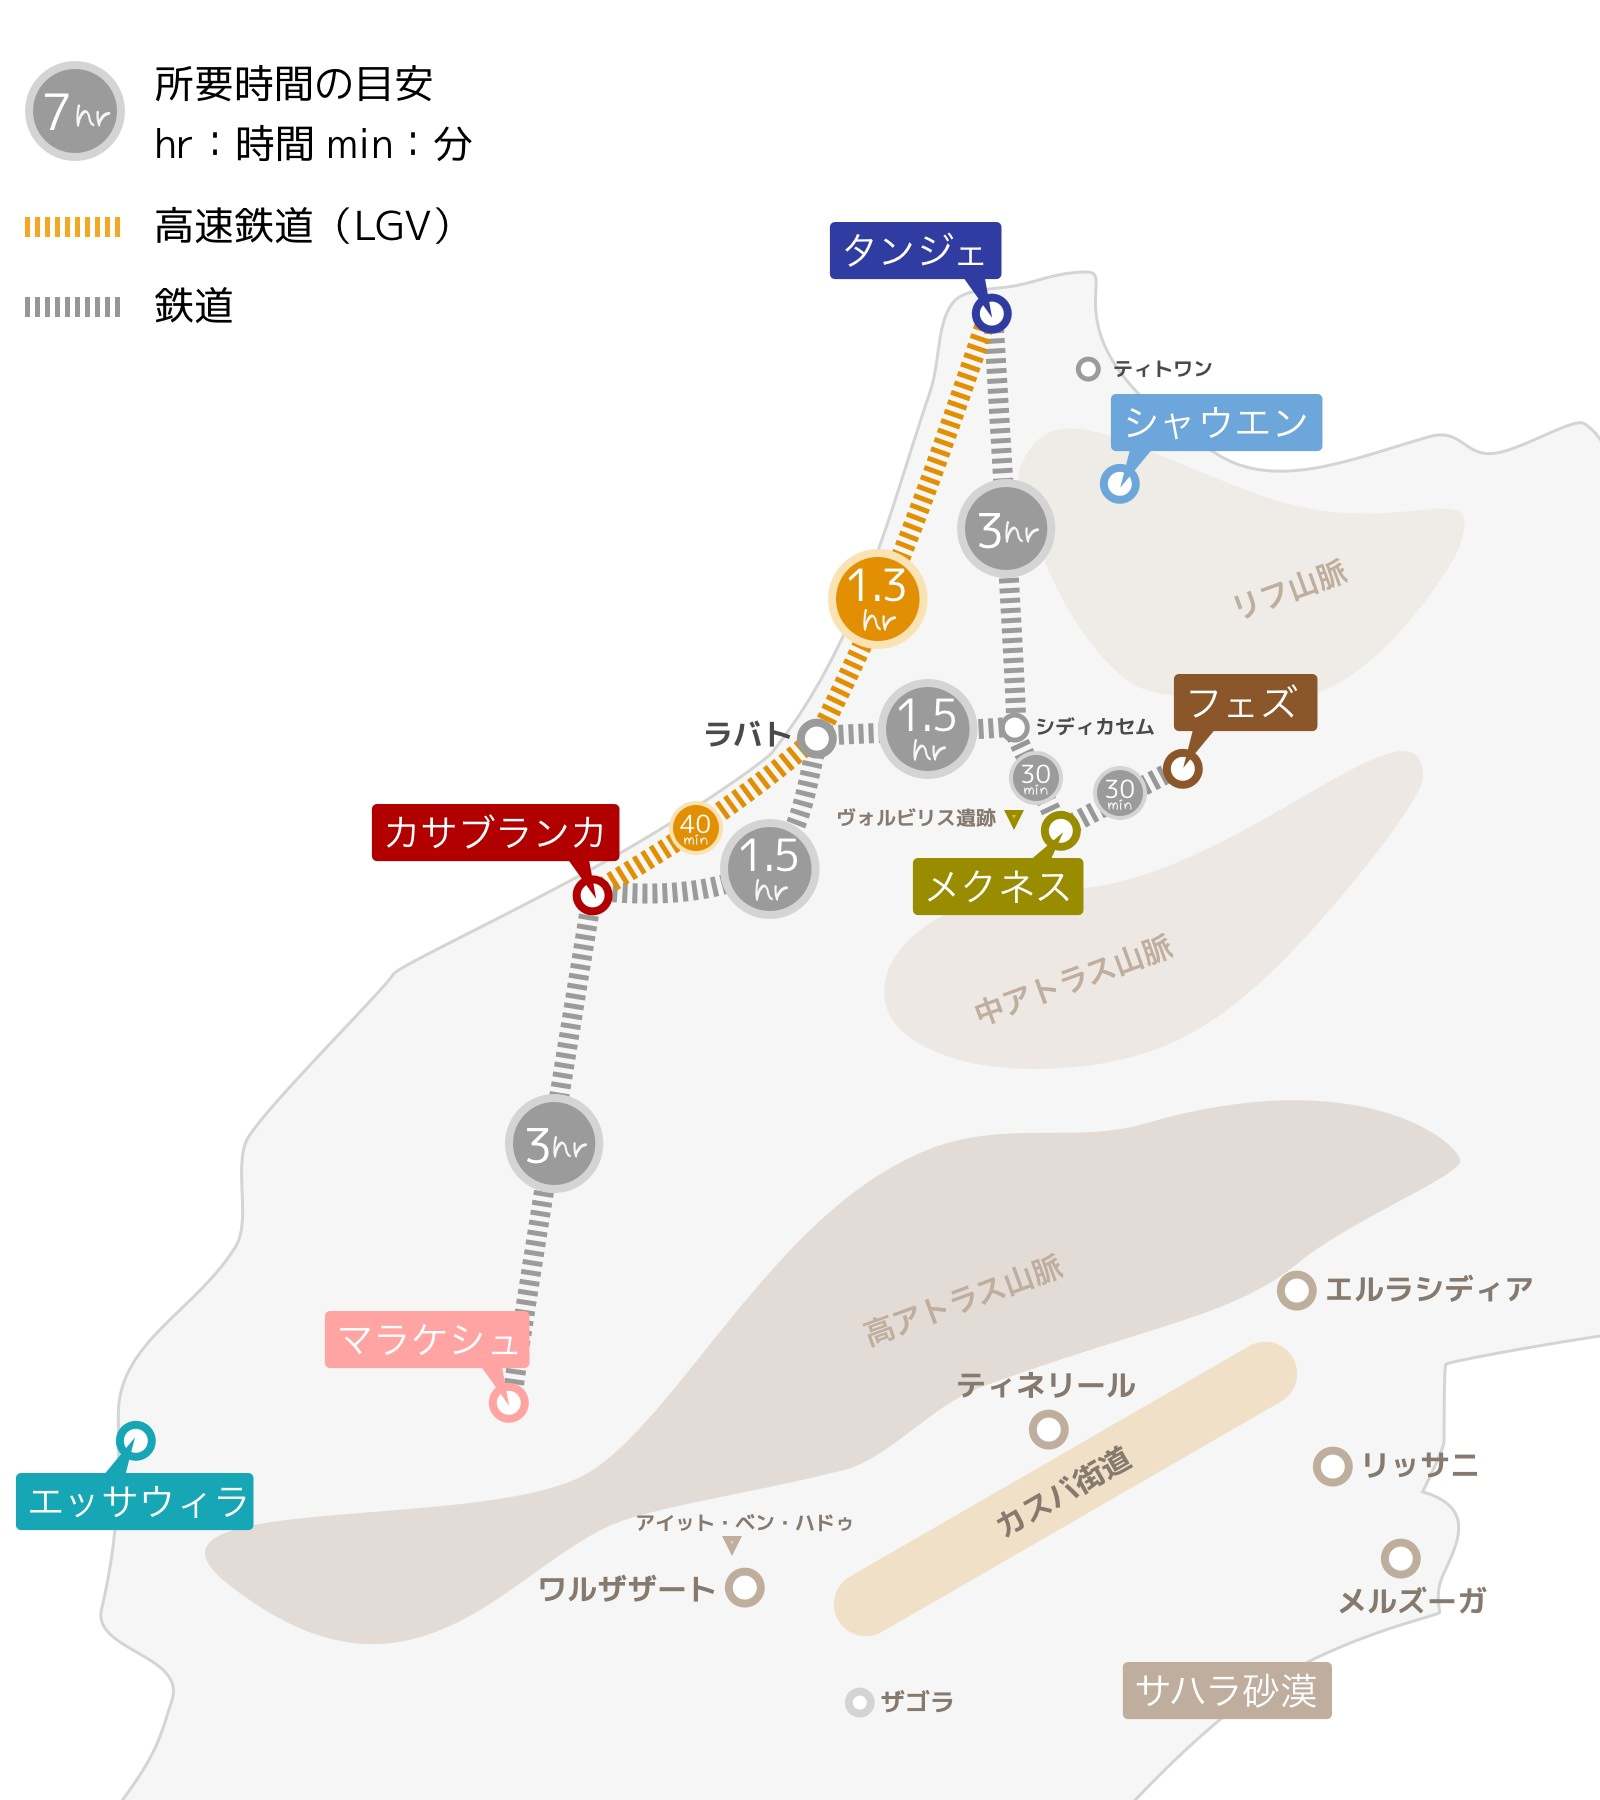 7hr
所要時間の目安
hr：時間 min：分
高速鉄道（LGV）
鉄道
タンジェ
ティトワン
シャウエン
3hr
1.3
hr
リフ山脈
フェズ
ラバト
1.5
hr
シディカセム
30
min
30
min
ヴォルビリス遺跡
カサブランカ
40
min
1.5
hr
メクネス
中アトラス山脈
3hr
高アトラス山脈
エルラシディア
マラケシュ
ティネリール
カスバ街道
リッサニ
エッサウィラ
アイット・ベン・ハドゥ
ワルザザート
メルズーガ
サハラ砂漠
ザゴラ